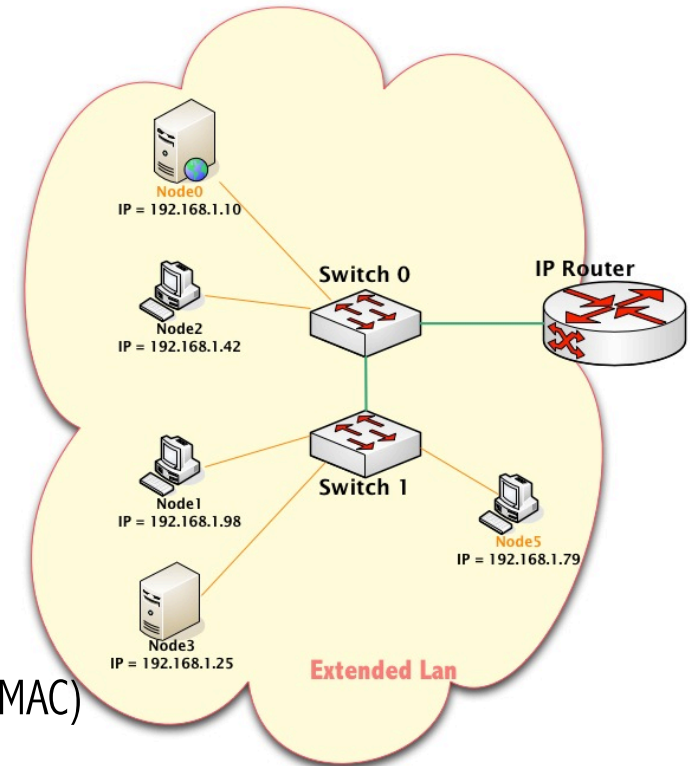 Node0
IP = 192.168.1.10
Switch 0
IP Router
Node2
IP = 192.168.1.42
Node1
IP = 192.168.1.98
Switch 1
Node5
IP = 192.168.1.79
Node3
IP = 192.168.1.25
Extended Lan
MAC)